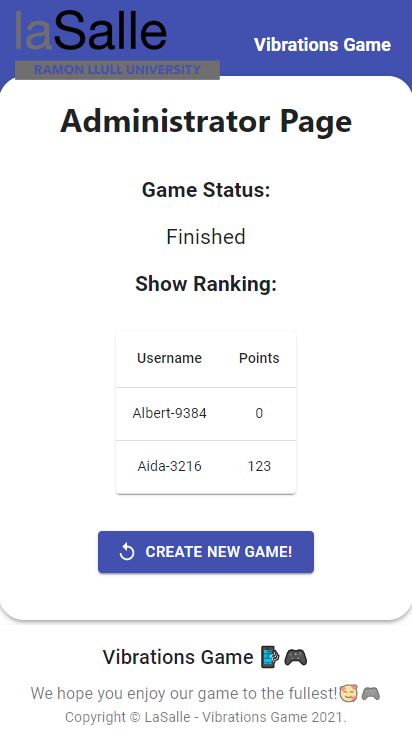 laSalle
Vibrations Game
RAMON LLULL UNIVERSITY
Administrator Page
Game Status:
Finished
Show Ranking:
Username Points
Albert-9384 0
Aida-3216 123
CREATE NEW GAME!
Vibrations Game
We hope you enjoy our game to the fullest!🥰🎮
Copyright © LaSalle - Vibrations Game 2021.